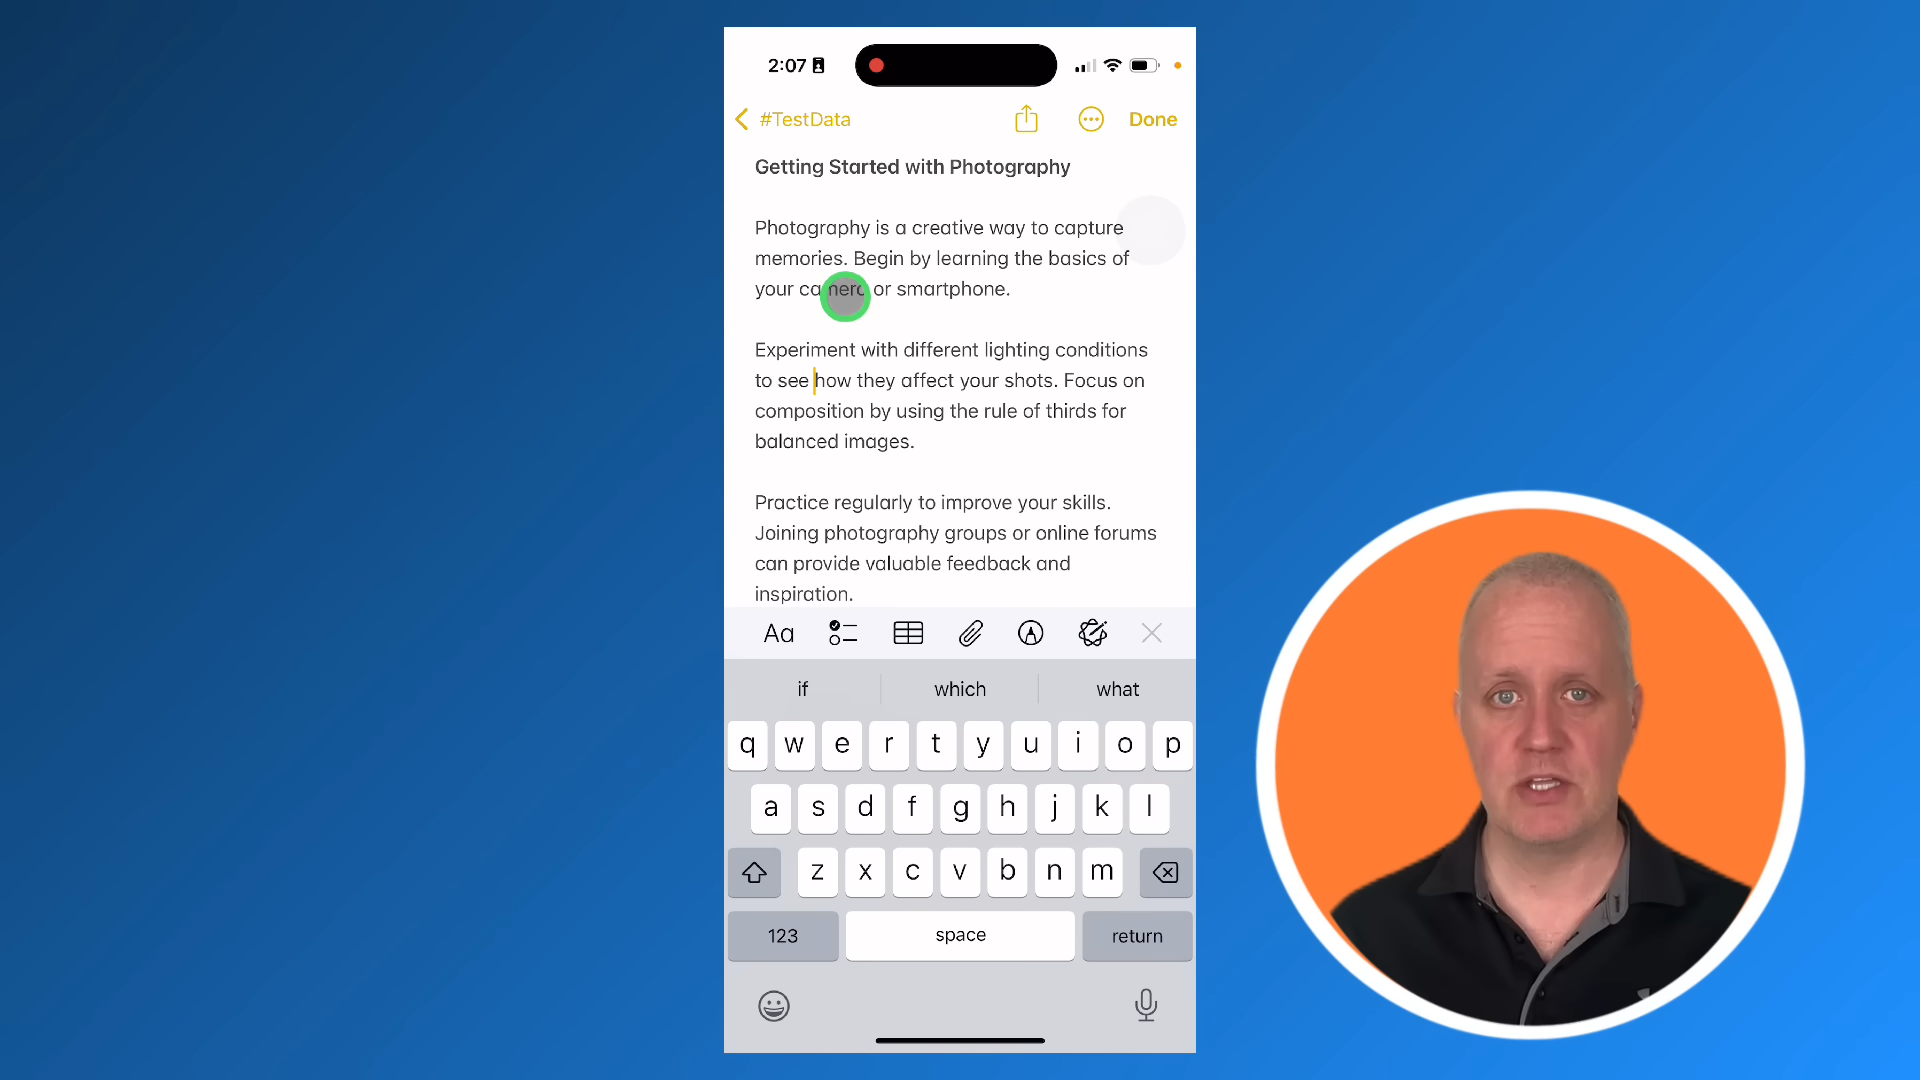 2:07
#TestData
Done
Getting Started with Photography
Photography is a creative way to capture
memories. Begin by learning the basics of
your camera or smartphone.
Experiment with different lighting conditions
to see how they affect your shots. Focus on
composition by using the rule of thirds for
balanced images.
Practice regularly to improve your skills.
Joining photography groups or online forums
can provide valuable feedback and
inspiration.
Aa
if which what
q w e r t y u i o p
a s d f g h j k l
z x c v b n m
123 space return